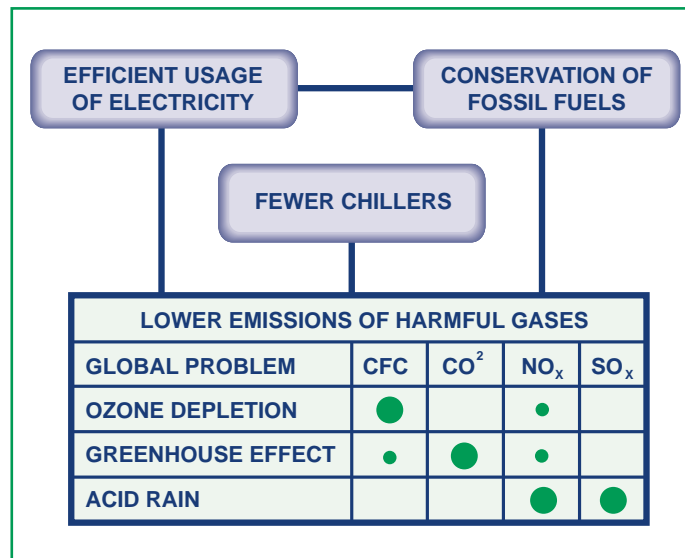 EFFICIENT USAGE
OF ELECTRICITY
CONSERVATION OF
FOSSIL FUELS
FEWER CHILLERS
LOWER EMISSIONS OF HARMFUL GASES
GLOBAL PROBLEM CFC CO² NOₓ SOₓ
OZONE DEPLETION
GREENHOUSE EFFECT
ACID RAIN